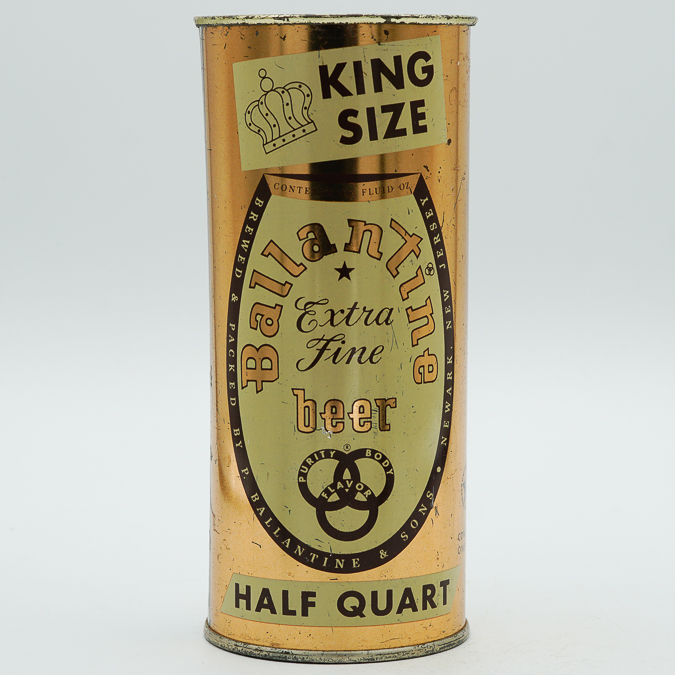 KING
SIZE
FLUID OZ.
BREWED & PACKED BY P. BALLANTINE & SONS. • NEWARK, NEW JERSEY
Ballantine
Extra
Fine
beer
PURITY
BODY
FLAVOR
HALF QUART